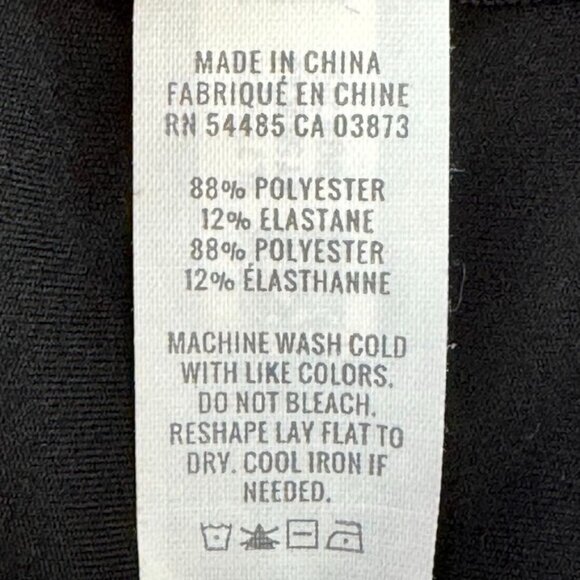 MADE IN CHINA
FABRIQUÉ EN CHINE
RN 54485 CA 03873
88% POLYESTER
12% ELASTANE
88% POLYESTER
12% ÉLASTHANNE
MACHINE WASH COLD
WITH LIKE COLORS.
DO NOT BLEACH.
RESHAPE LAY FLAT TO
DRY. COOL IRON IF
NEEDED.